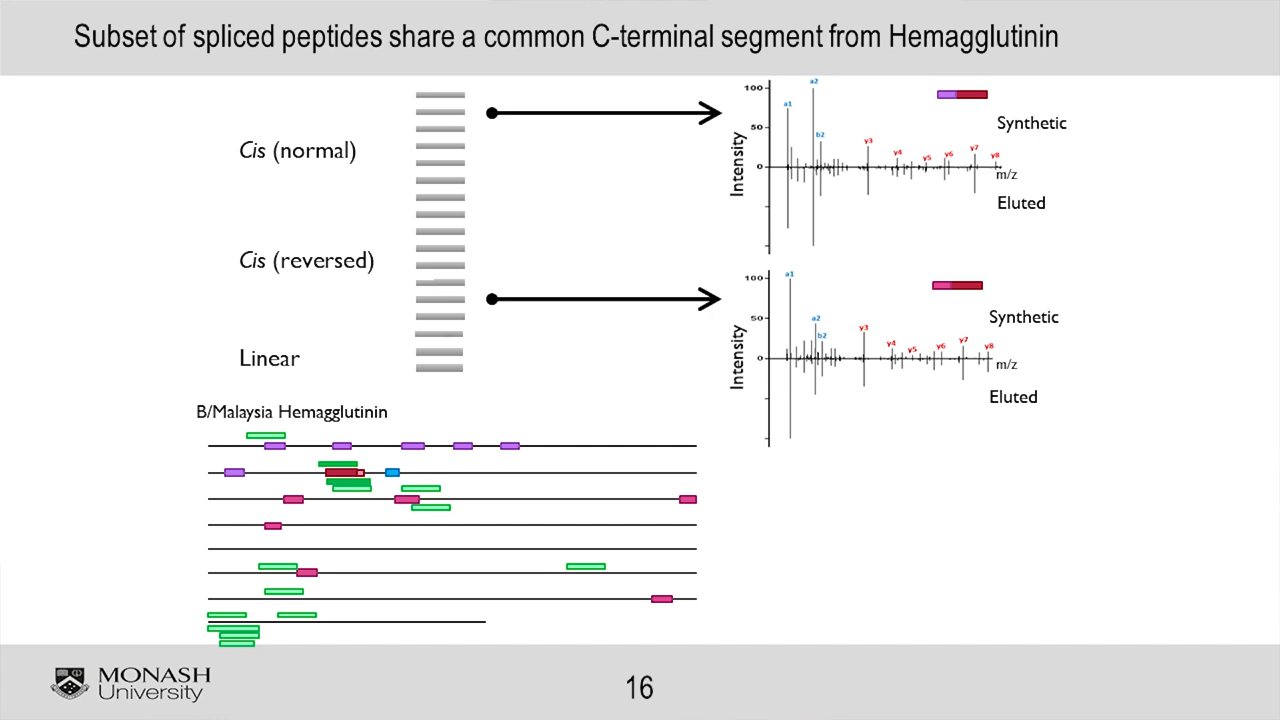 Subset of spliced peptides share a common C-terminal segment from Hemagglutinin
Cis (normal)
Cis (reversed)
Linear
100
50
0
Intensity
a1
a2
b2
y3
y4
y5
y6
y7
y8
m/z
Synthetic
Eluted
100
50
0
Intensity
a1
a2
b2
y3
y4
y5
y6
y7
y8
m/z
Synthetic
Eluted
B/Malaysia Hemagglutinin
MONASH
University
16